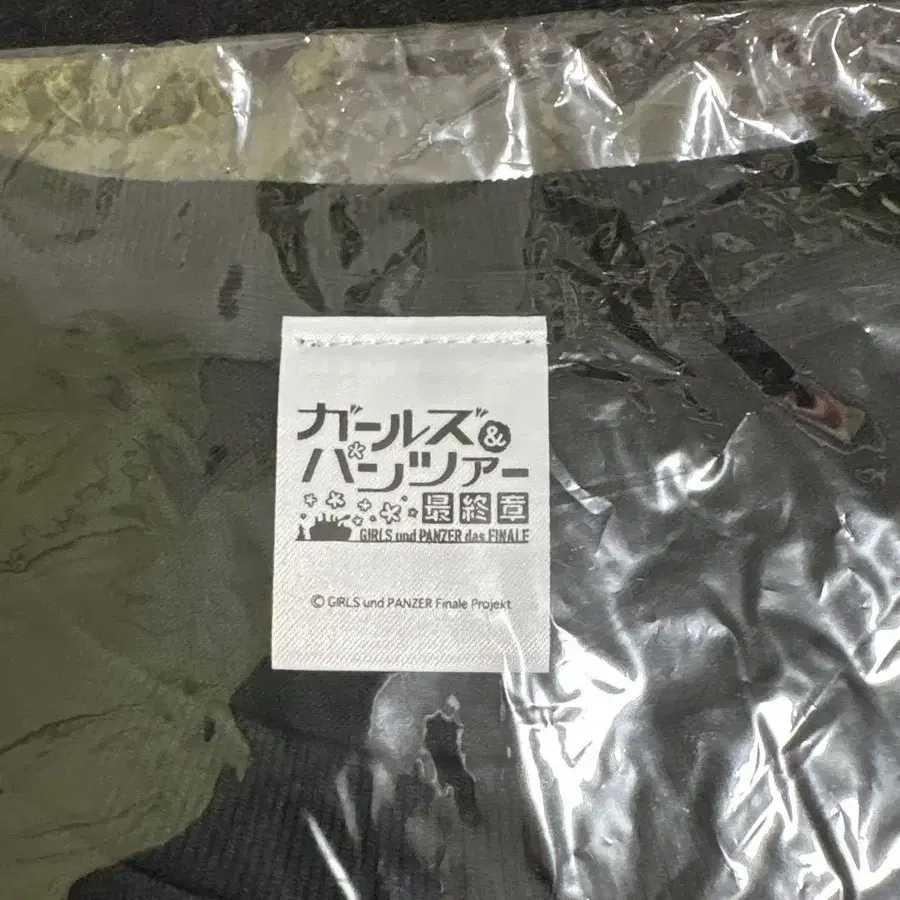 ガールズ&
パンツァー
最終章
GIRLS und PANZER das FINALE
© GIRLS und PANZER Finale Projekt